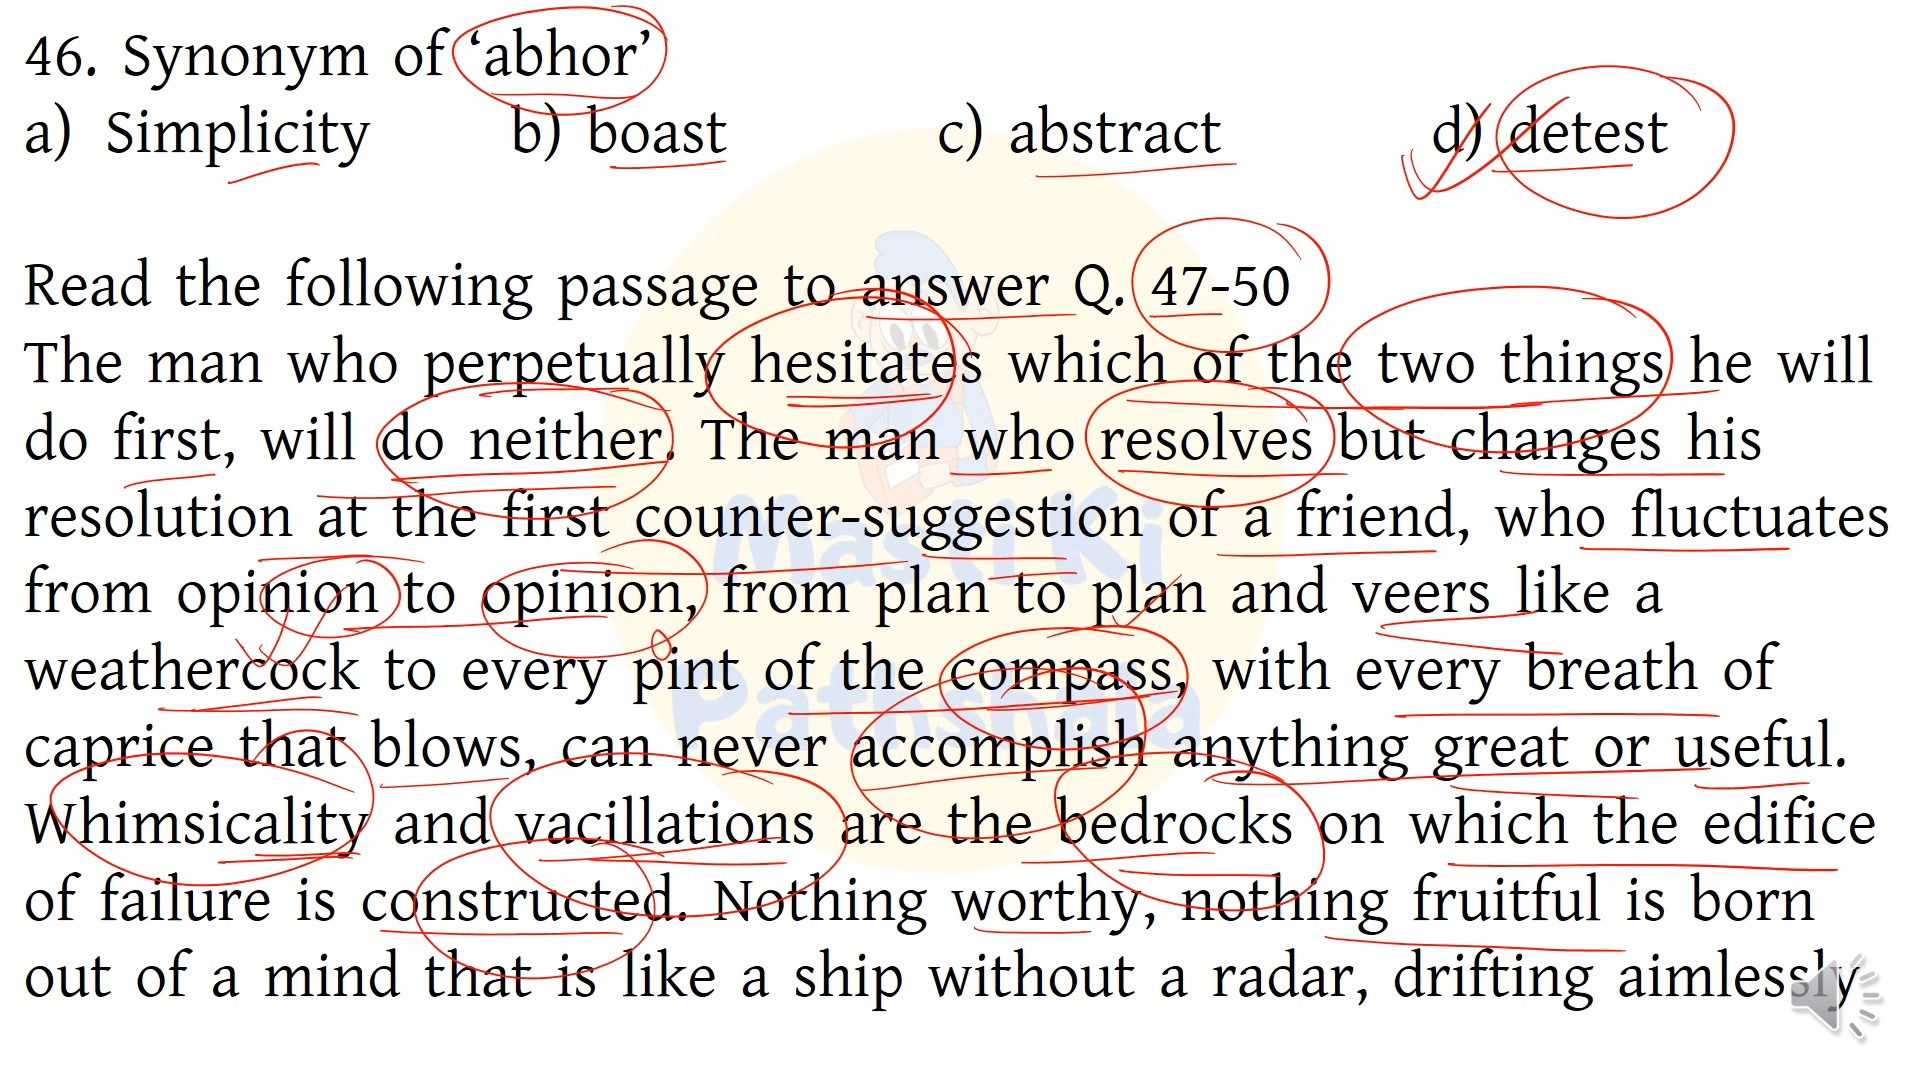 46. Synonym of ‘abhor’
a) Simplicity b) boast c) abstract d) detest
Read the following passage to answer Q. 47-50
The man who perpetually hesitates which of the two things he will
do first, will do neither. The man who resolves but changes his
resolution at the first counter-suggestion of a friend, who fluctuates
from opinion to opinion, from plan to plan and veers like a
weathercock to every pint of the compass, with every breath of
caprice that blows, can never accomplish anything great or useful.
Whimsicality and vacillations are the bedrocks on which the edifice
of failure is constructed. Nothing worthy, nothing fruitful is born
out of a mind that is like a ship without a radar, drifting aimlessly
Masti Ki
Pathshala